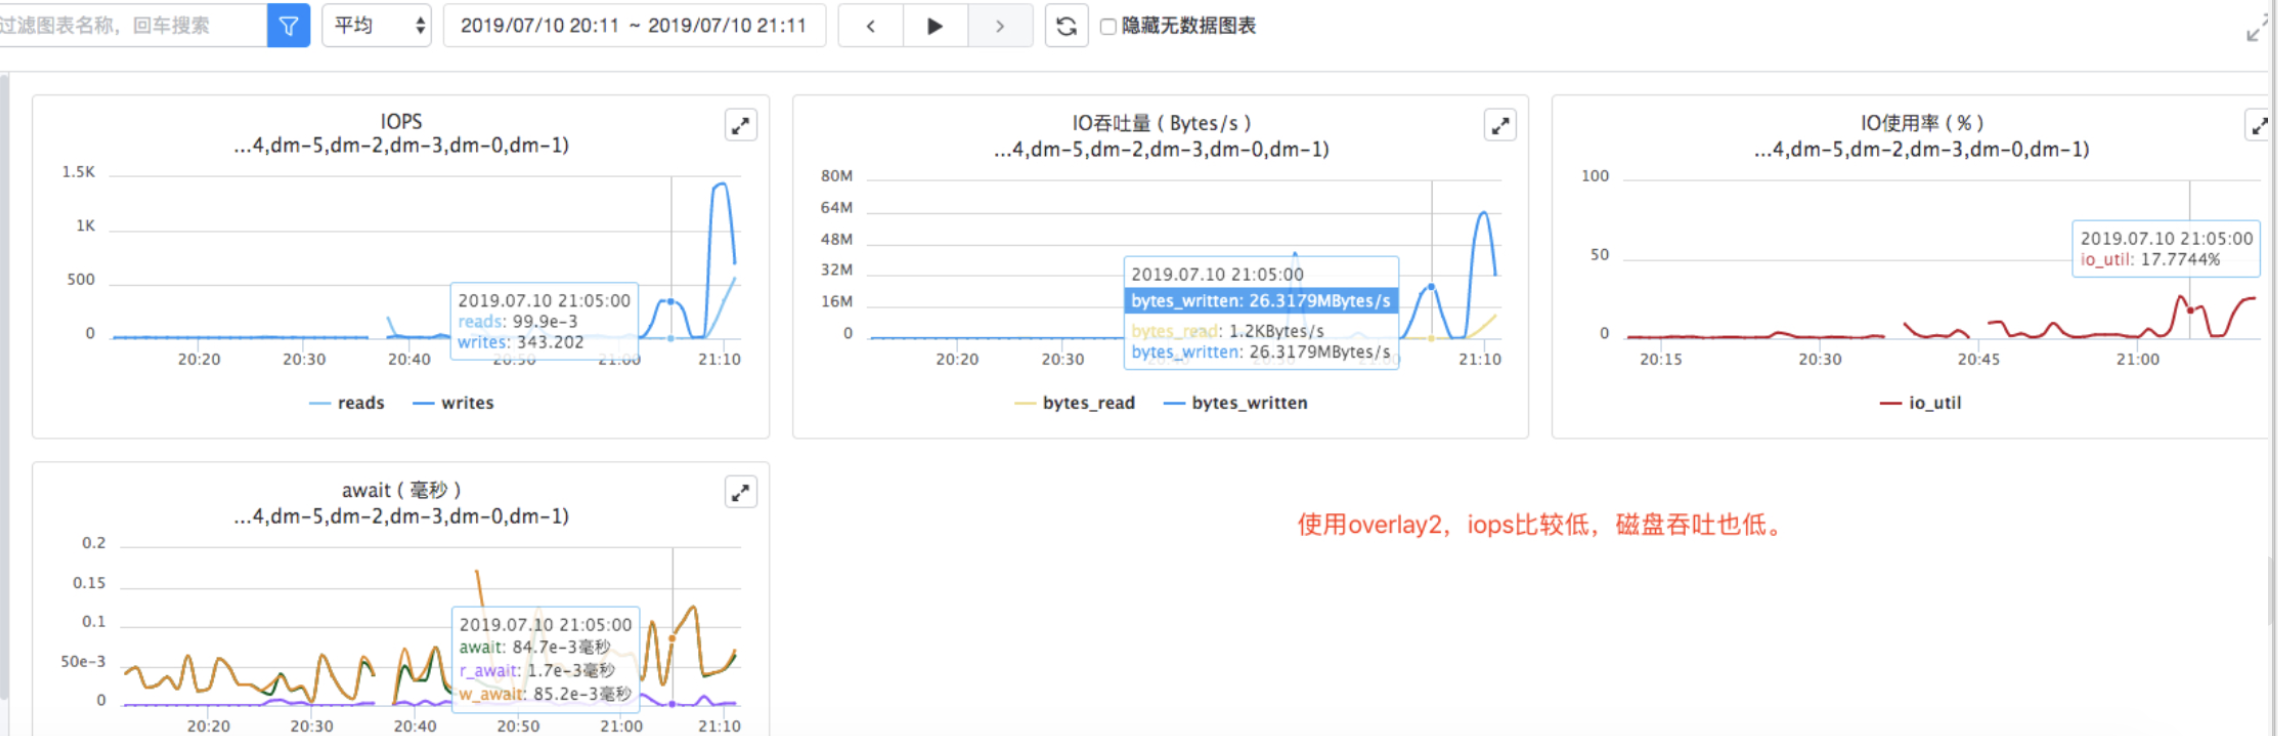 过滤图表名称，回车搜索
平均
2019/07/10 20:11 ~ 2019/07/10 21:11
隐藏无数据图表
IOPS
...4,dm-5,dm-2,dm-3,dm-0,dm-1)
1.5K
1K
500
0
2019.07.10 21:05:00
reads: 99.9e-3
writes: 343.202
20:20 20:30 20:40 20:50 21:00 21:10
reads writes
IO吞吐量 ( Bytes/s )
...4,dm-5,dm-2,dm-3,dm-0,dm-1)
80M
64M
48M
32M
16M
0
2019.07.10 21:05:00
bytes_written: 26.3179MBytes/s
bytes_read: 1.2KBytes/s
bytes_written: 26.3179MBytes/s
20:20 20:30 20:40 20:50 21:00 21:10
bytes_read bytes_written
IO使用率 ( % )
...4,dm-5,dm-2,dm-3,dm-0,dm-1)
100
50
0
2019.07.10 21:05:00
io_util: 17.7744%
20:15 20:30 20:45 21:00
io_util
await ( 毫秒 )
...4,dm-5,dm-2,dm-3,dm-0,dm-1)
0.2
0.15
0.1
50e-3
0
2019.07.10 21:05:00
await: 84.7e-3毫秒
r_await: 1.7e-3毫秒
w_await: 85.2e-3毫秒
20:20 20:30 20:40 20:50 21:00 21:10
使用overlay2，iops比较低，磁盘吞吐也低。